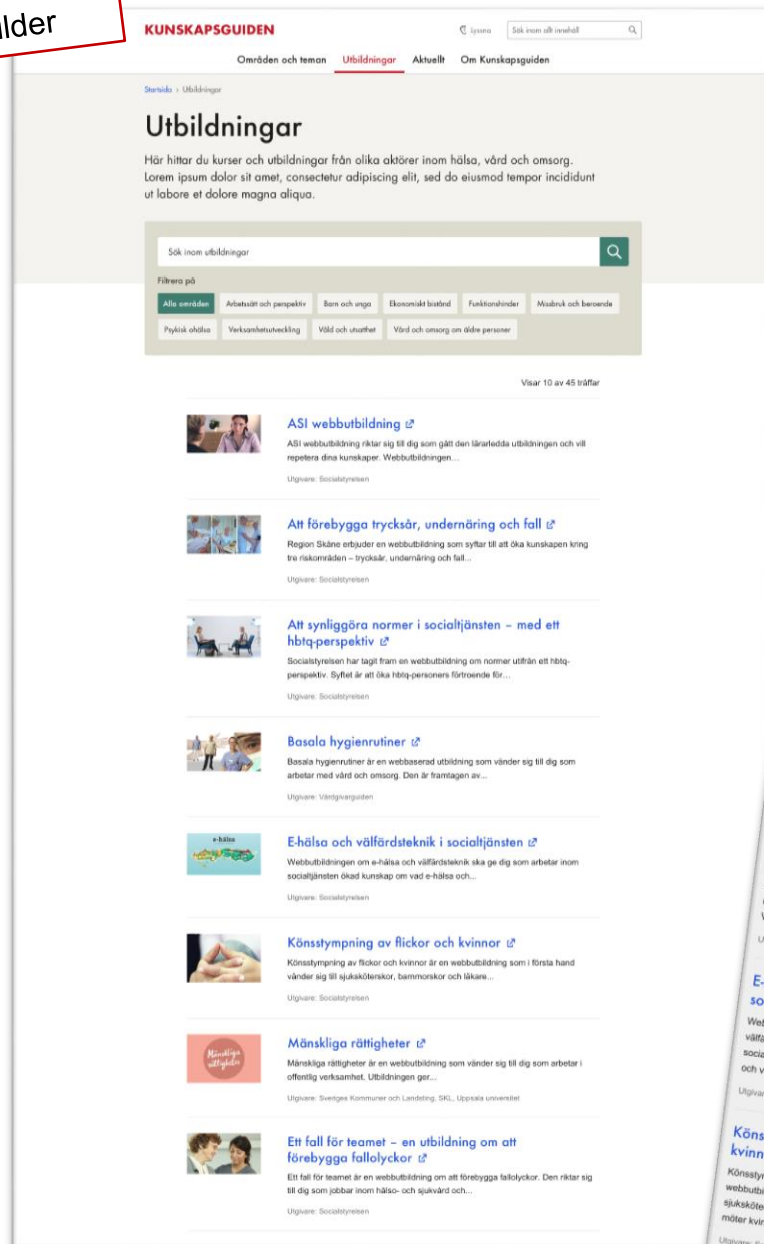 ilder
KUNSKAPSGUIDEN
Lyssna
Sök inom allt innehåll
Områden och teman Utbildningar Aktuellt Om Kunskapsguiden
Startsida > Utbildningar
Utbildningar
Här hittar du kurser och utbildningar från olika aktörer inom hälsa, vård och omsorg.
Lorem ipsum dolor sit amet, consectetur adipiscing elit, sed do eiusmod tempor incididunt
ut labore et dolore magna aliqua.
Sök inom utbildningar
Filtrera på
Alla områden Arbetssätt och perspektiv Barn och unga Ekonomiskt bistånd Funktionshinder Missbruk och beroende
Psykisk ohälsa Verksamhetsutveckling Våld och utsatthet Vård och omsorg om äldre personer
Visar 10 av 45 träffar
ASI webbutbildning
ASI webbutbildning riktar sig till dig som gått den lärarledda utbildningen och vill
repetera dina kunskaper. Webbutbildningen...
Utgivare: Socialstyrelsen
Att förebygga trycksår, undernäring och fall
Region Skåne erbjuder en webbutbildning som syftar till att öka kunskapen kring
tre riskområden – trycksår, undernäring och fall...
Utgivare: Socialstyrelsen
Att synliggöra normer i socialtjänsten – med ett
hbtq-perspektiv
Socialstyrelsen har tagit fram en webbutbildning om normer utifrån ett hbtq-
perspektiv. Syftet är att öka hbtq-personers förtroende för...
Utgivare: Socialstyrelsen
Basala hygienrutiner
Basala hygienrutiner är en webbaserad utbildning som vänder sig till dig som
arbetar med vård och omsorg. Den är framtagen av...
Utgivare: Vårdgivarguiden
e-hälsa
E-hälsa och välfärdsteknik i socialtjänsten
Webbutbildningen om e-hälsa och välfärdsteknik ska ge dig som arbetar inom
socialtjänsten ökad kunskap om vad e-hälsa och...
Utgivare: Socialstyrelsen
Könsstympning av flickor och kvinnor
Könsstympning av flickor och kvinnor är en webbutbildning som i första hand
vänder sig till sjuksköterskor, barnmorskor och läkare...
Utgivare: Socialstyrelsen
Mänskliga
rättigheter
Mänskliga rättigheter
Mänskliga rättigheter är en webbutbildning som vänder sig till dig som arbetar i
offentlig verksamhet. Utbildningen ger...
Utgivare: Sveriges Kommuner och Landsting, SKL, Uppsala universitet
Ett fall för teamet – en utbildning om att
förebygga fallolyckor
Ett fall för teamet är en webbutbildning om att förebygga fallolyckor. Den riktar sig
till dig som jobbar inom hälso- och sjukvård och...
Utgivare: Socialstyrelsen
V
U
E-
so
Web
välfä
socia
och v
Utgivar
Köns
kvinn
Könsstyr
webbutbi
sjuksköte
möter kvin